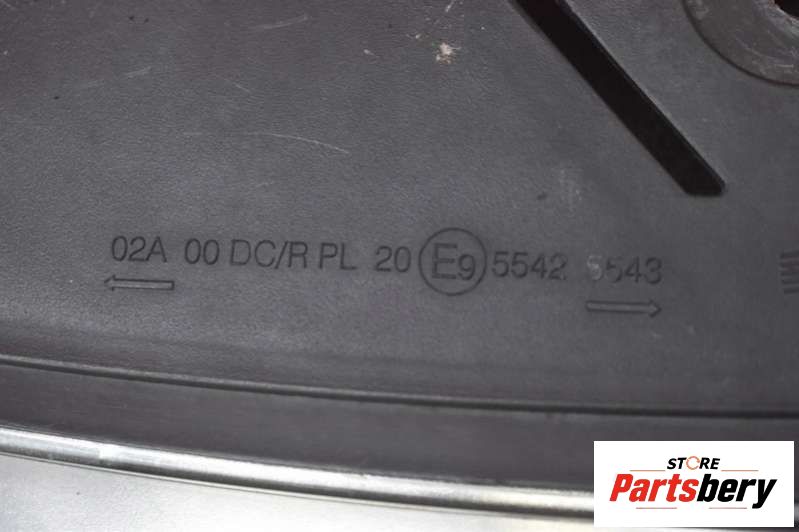 02A 00 DC/R PL 20 E9 5542 5543
STORE
Partsbery